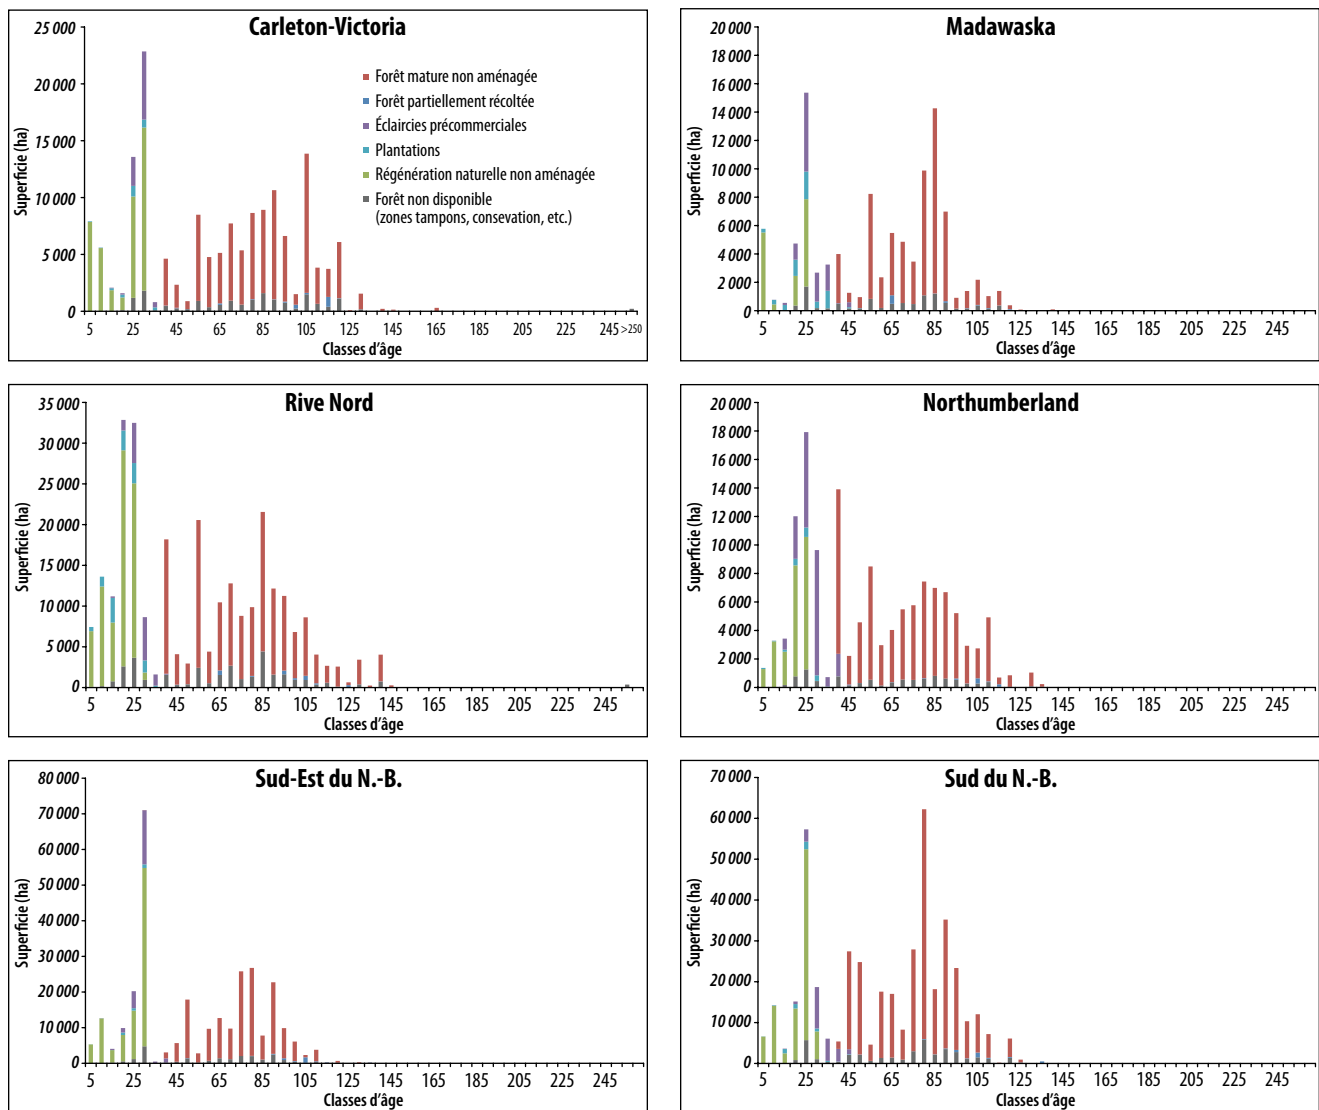 Carleton-Victoria
Superficie (ha)
25 000
20 000
15 000
10 000
5 000
0
Forêt mature non aménagée
Forêt partiellement récoltée
Éclaircies précommerciales
Plantations
Régénération naturelle non aménagée
Forêt non disponible
(zones tampons, consevation, etc.)
5 25 45 65 85 105 125 145 165 185 205 225 245 >250
Classes d'âge
Madawaska
Superficie (ha)
20 000
18 000
16 000
14 000
12 000
10 000
8 000
6 000
4 000
2 000
0
5 25 45 65 85 105 125 145 165 185 205 225 245
Classes d'âge
Rive Nord
Superficie (ha)
35 000
30 000
25 000
20 000
15 000
10 000
5 000
0
5 25 45 65 85 105 125 145 165 185 205 225 245
Classes d'âge
Northumberland
Superficie (ha)
20 000
18 000
16 000
14 000
12 000
10 000
8 000
6 000
4 000
2 000
0
5 25 45 65 85 105 125 145 165 185 205 225 245
Classes d'âge
Sud-Est du N.-B.
Superficie (ha)
80 000
70 000
60 000
50 000
40 000
30 000
20 000
10 000
0
5 25 45 65 85 105 125 145 165 185 205 225 245
Classes d'âge
Sud du N.-B.
Superficie (ha)
70 000
60 000
50 000
40 000
30 000
20 000
10 000
0
5 25 45 65 85 105 125 145 165 185 205 225 245
Classes d'âge